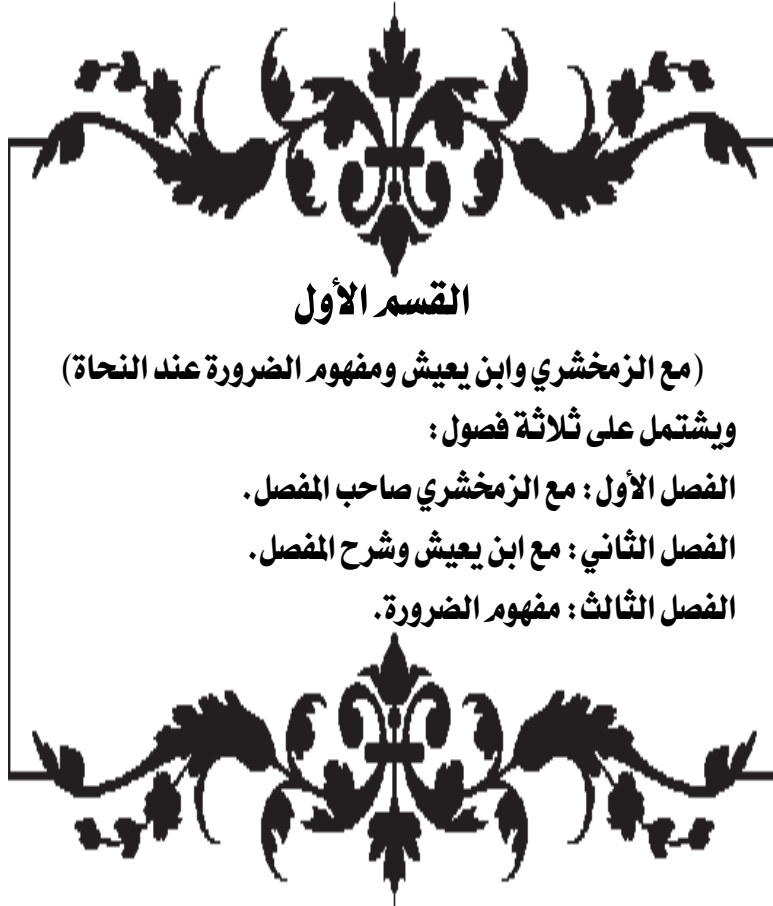 القسم الأول
(مع الزمخشري وابن يعيش ومفهوم الضرورة عند النحاة)
ويشتمل على ثلاثة فصول:
الفصل الأول: مع الزمخشري صاحب المفصل.
الفصل الثاني: مع ابن يعيش وشرح المفصل.
الفصل الثالث: مفهوم الضرورة.